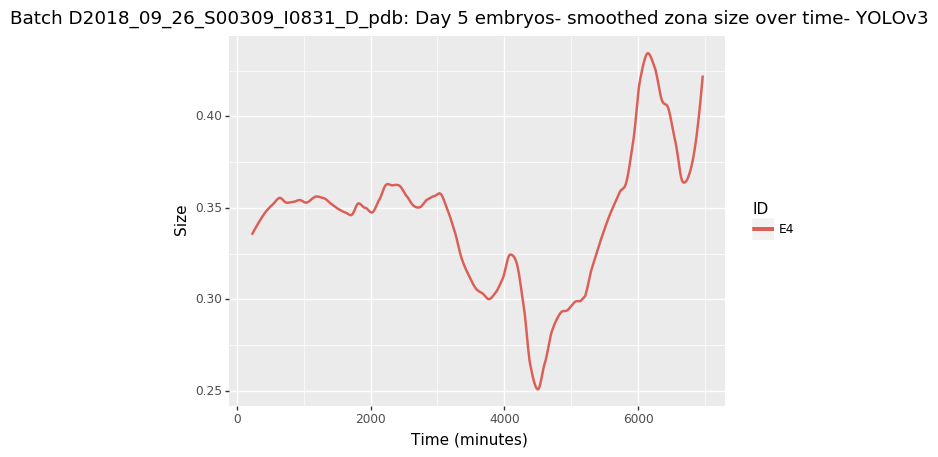 Batch D2018_09_26_S00309_I0831_D_pdb: Day 5 embryos- smoothed zona size over time- YOLOv3
0.40
0.35
0.30
0.25
Size
0
2000
4000
6000
Time (minutes)
ID
E4